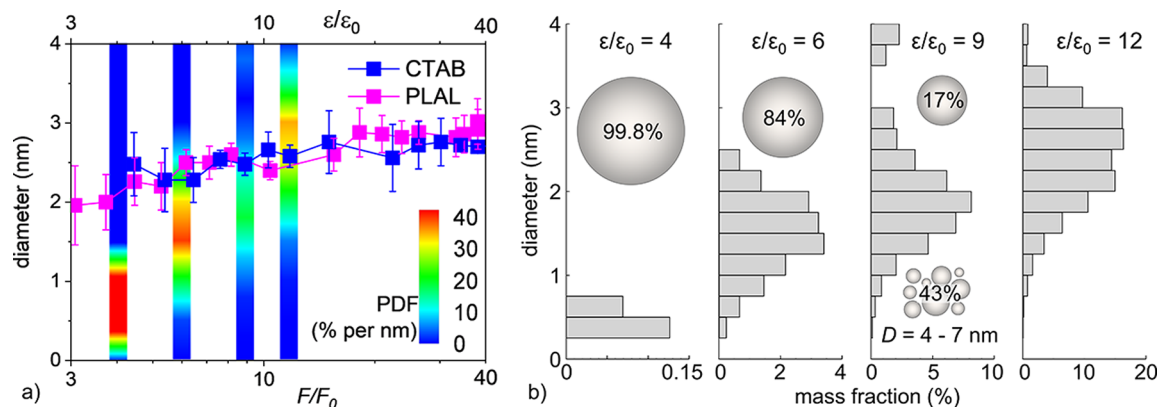 3 10 ε/ε0 40
4
CTAB
PLAL
3
diameter (nm)
2
40
30
1
20
PDF
10
(% per nm)
0
0
3 10 40
a) F/F0
4
ε/ε0 = 4
ε/ε0 = 6
ε/ε0 = 9
ε/ε0 = 12
17%
3
99.8%
84%
diameter (nm)
2
1
43%
D = 4 - 7 nm
0
0 0.15 0 2 4 6 0 5 10 0 10 20
b) mass fraction (%)